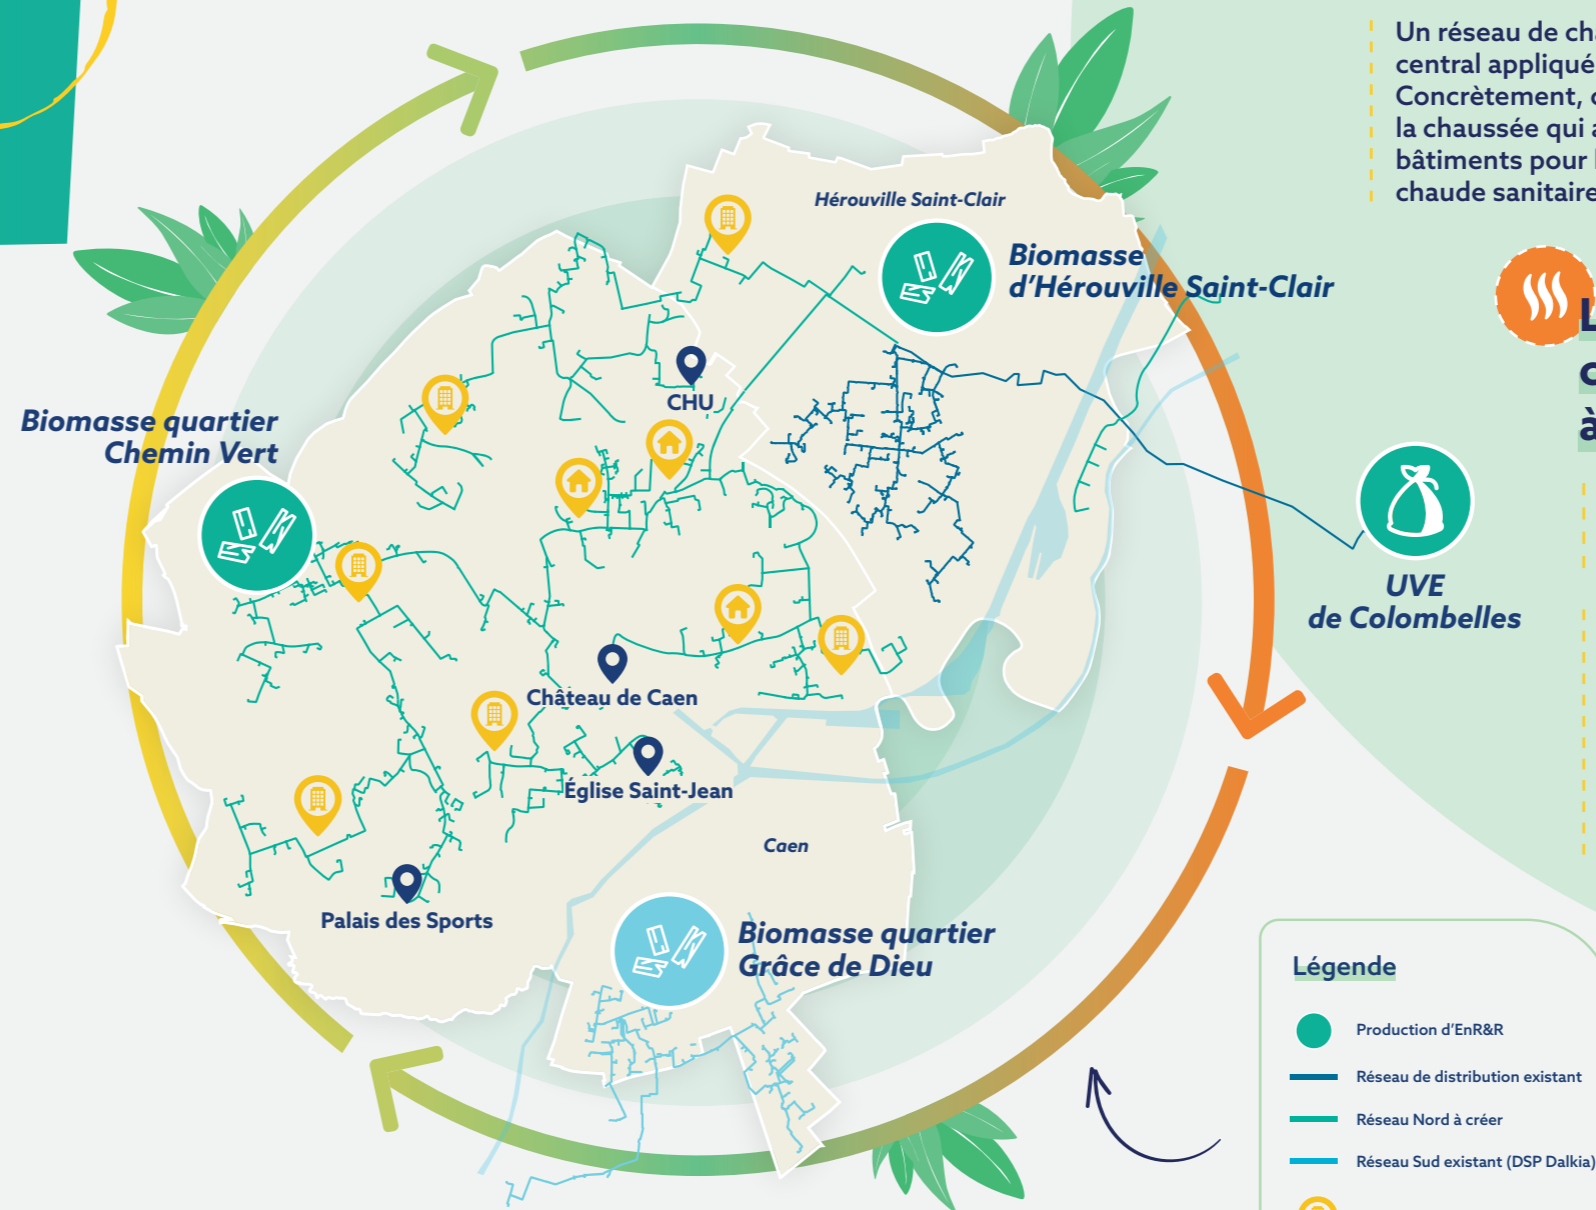 Un réseau de
central appliqué
Concrètement,
la chaussée qui
bâtiments pour
chaude sanitaire
Hérouville Saint-Clair
Biomasse
d'Hérouville Saint-Clair
à
CHU
Biomasse quartier
Chemin Vert
UVE
de Colombelles
Château de Caen
Église Saint-Jean
Caen
Palais des Sports
Biomasse quartier
Grâce de Dieu
Légende
Production d'EnR&R
Réseau de distribution existant
Réseau Nord à créer
Réseau Sud existant (DSP Dalkia)